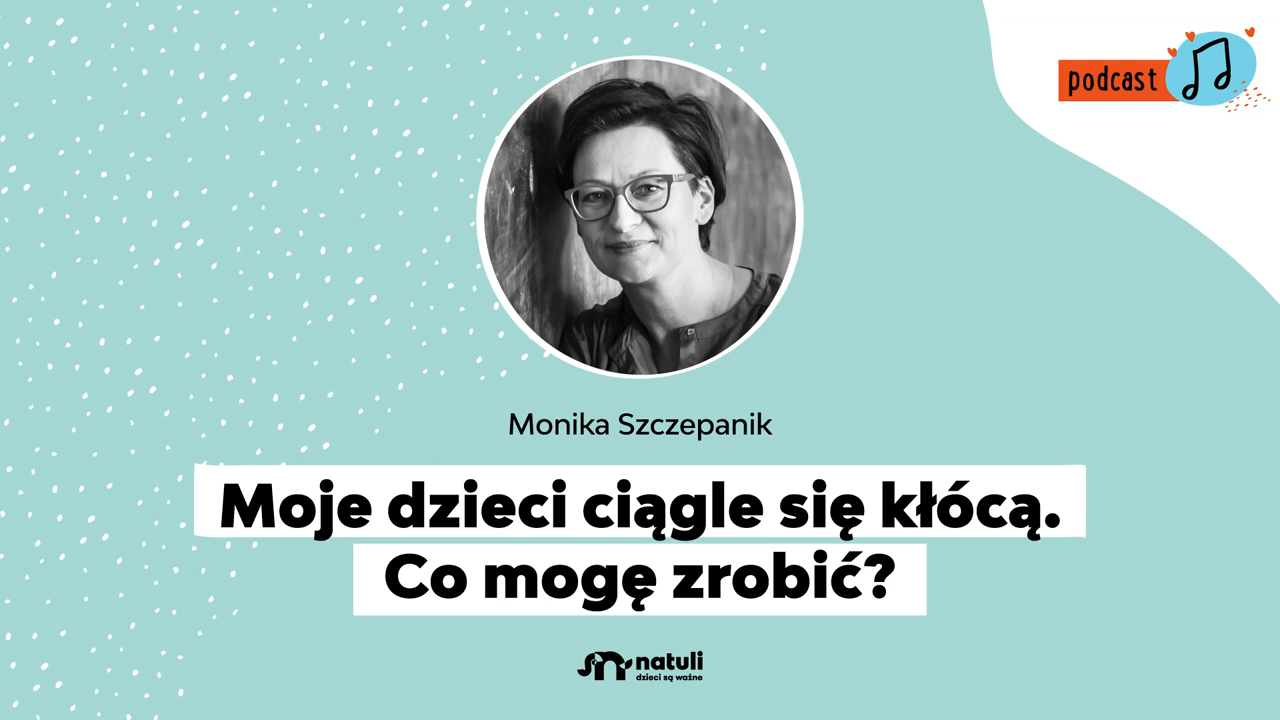 podcast
Monika Szczepanik
Moje dzieci ciągle się kłócą.
Co mogę zrobić?
natuli
dzieci są ważne